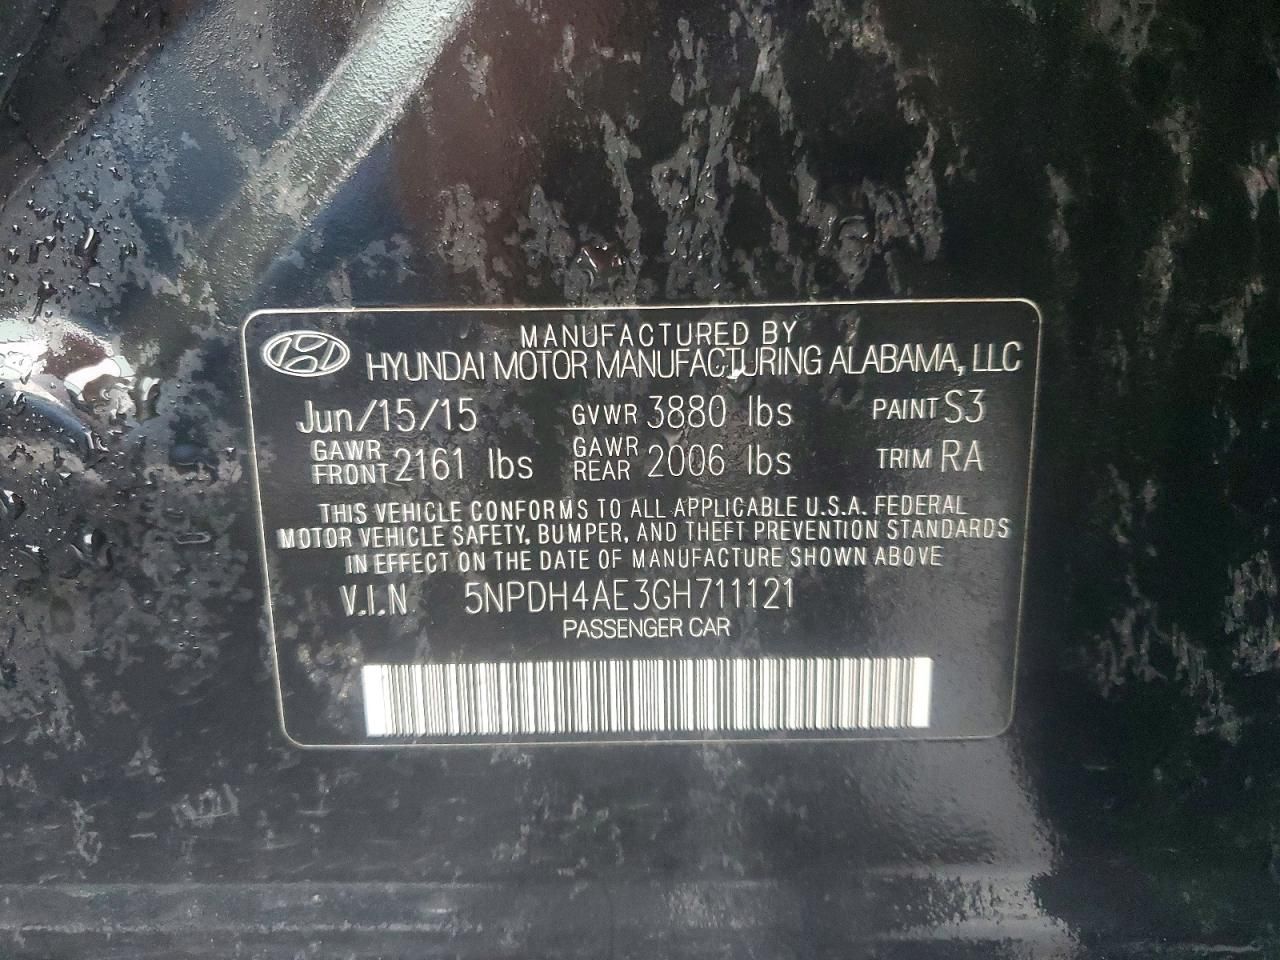 MANUFACTURED BY
HYUNDAI MOTOR MANUFACTURING ALABAMA, LLC
Jun/15/15 GVWR 3880 lbs PAINT S3
GAWR FRONT 2161 lbs GAWR REAR 2006 lbs TRIM RA
THIS VEHICLE CONFORMS TO ALL APPLICABLE U.S.A. FEDERAL
MOTOR VEHICLE SAFETY, BUMPER, AND THEFT PREVENTION STANDARDS
IN EFFECT ON THE DATE OF MANUFACTURE SHOWN ABOVE
V.I.N. 5NPDH4AE3GH711121
PASSENGER CAR